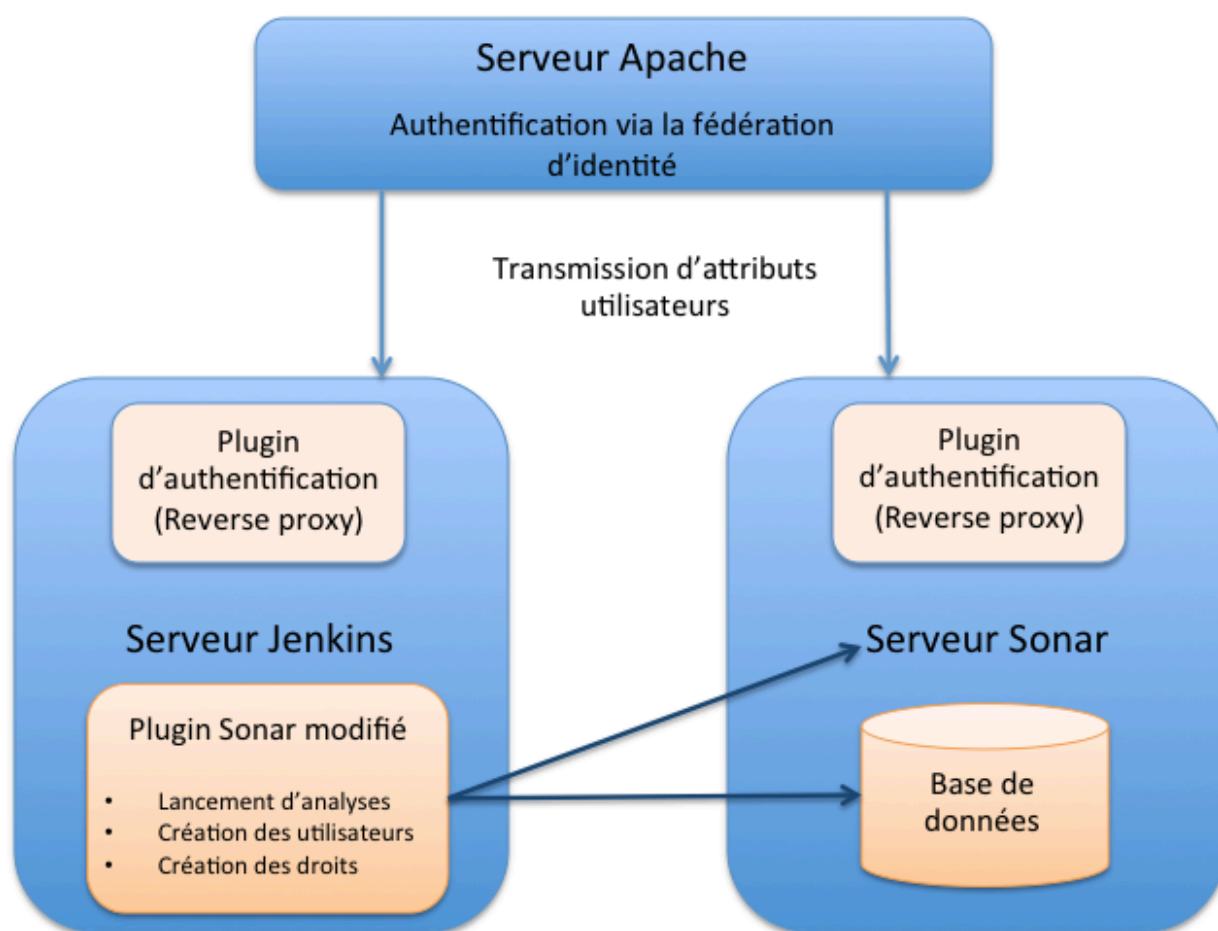 Serveur Apache
Authentification via la fédération
d'identité
Transmission d'attributs
utilisateurs
Plugin
d'authentification
(Reverse proxy)
Serveur Jenkins
Plugin Sonar modifié
• Lancement d'analyses
• Création des utilisateurs
• Création des droits
Plugin
d'authentification
(Reverse proxy)
Serveur Sonar
Base de
données